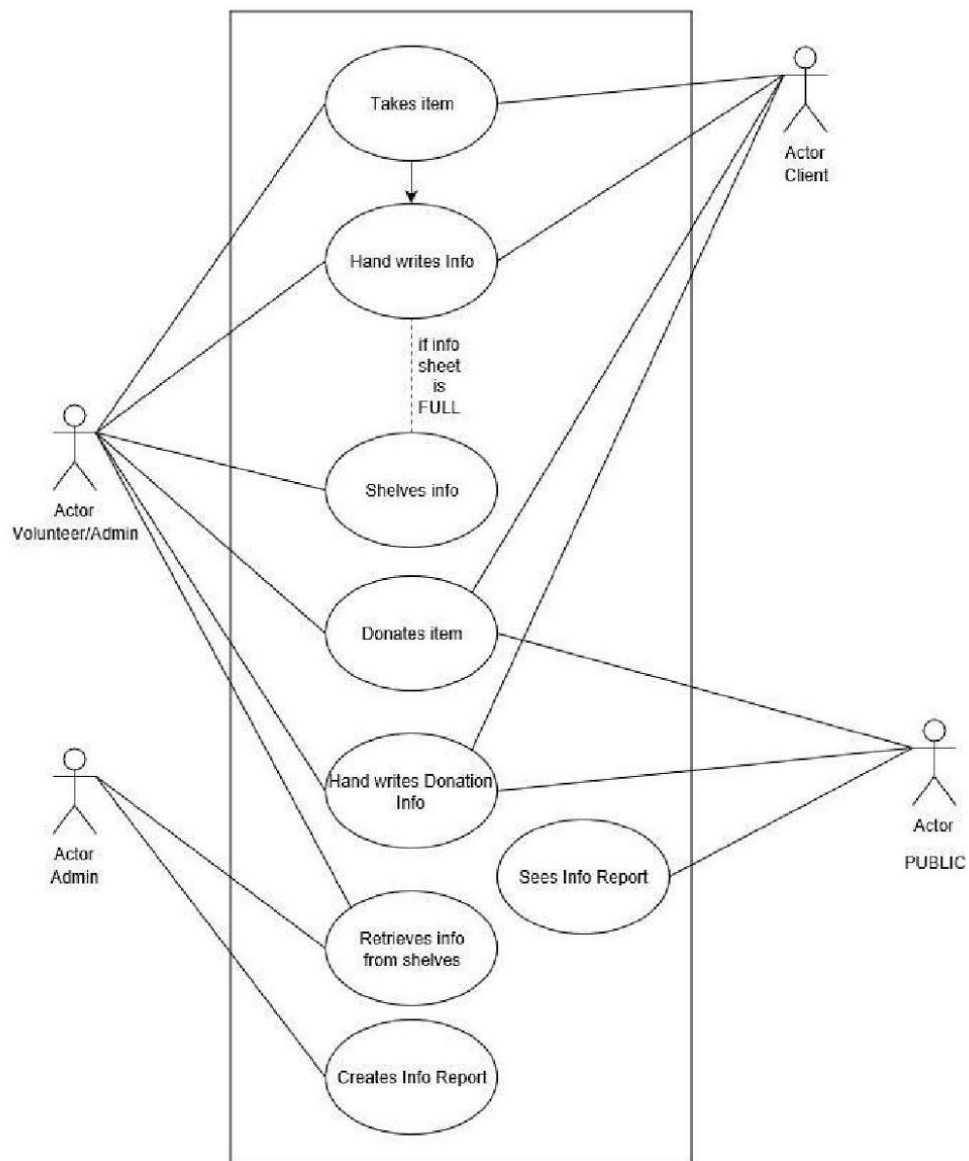 Takes item
Actor
Client
Hand writes Info
if info
sheet
is
FULL
Actor
Volunteer/Admin
Shelves info
Donates item
Hand writes Donation
Info
Actor
Admin
Actor
PUBLIC
Sees Info Report
Retrieves info
from shelves
Creates Info Report